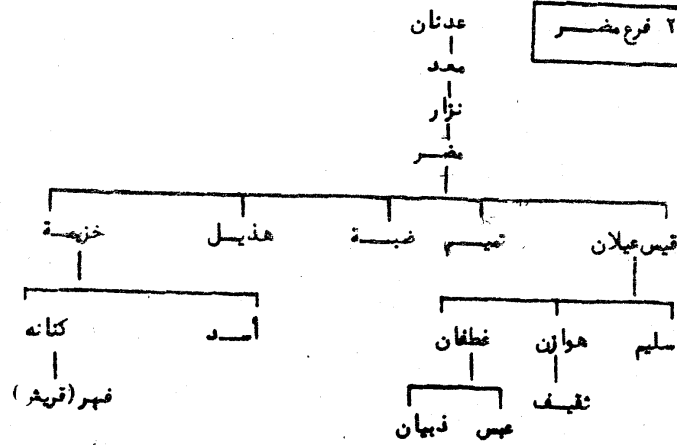 ٢ فرع مضر
عدنان
معد
نزار
مضر
قيس عيلان تميم ضبة هذيل خزيمة
سليم هوازن غطفان أسد كنانه
ثقيف عبس ذبيان فهر (قريش)